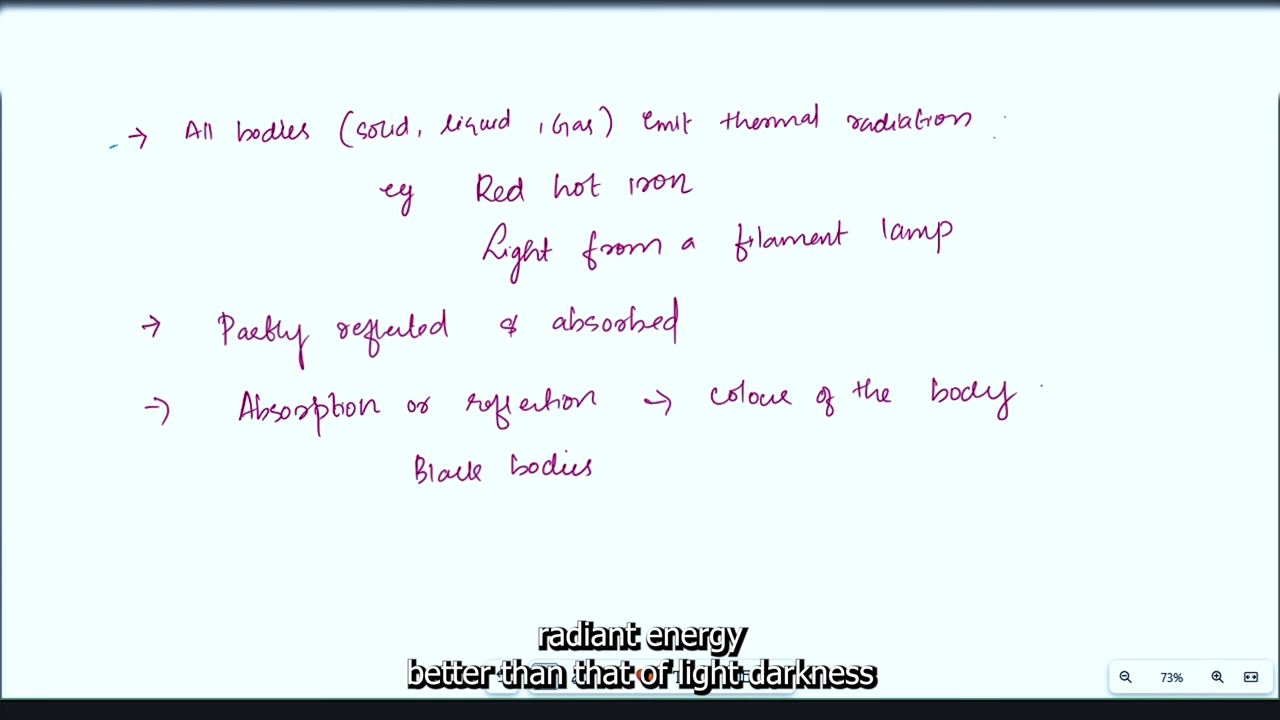 → All bodies (solid, liquid, Gas) emit thermal radiation.
eg Red hot iron
Light from a filament lamp
→ Partly reflected & absorbed
→ Absorption or reflection → colour of the body.
Black bodies
radiant energy
better than that of light darkness
73%